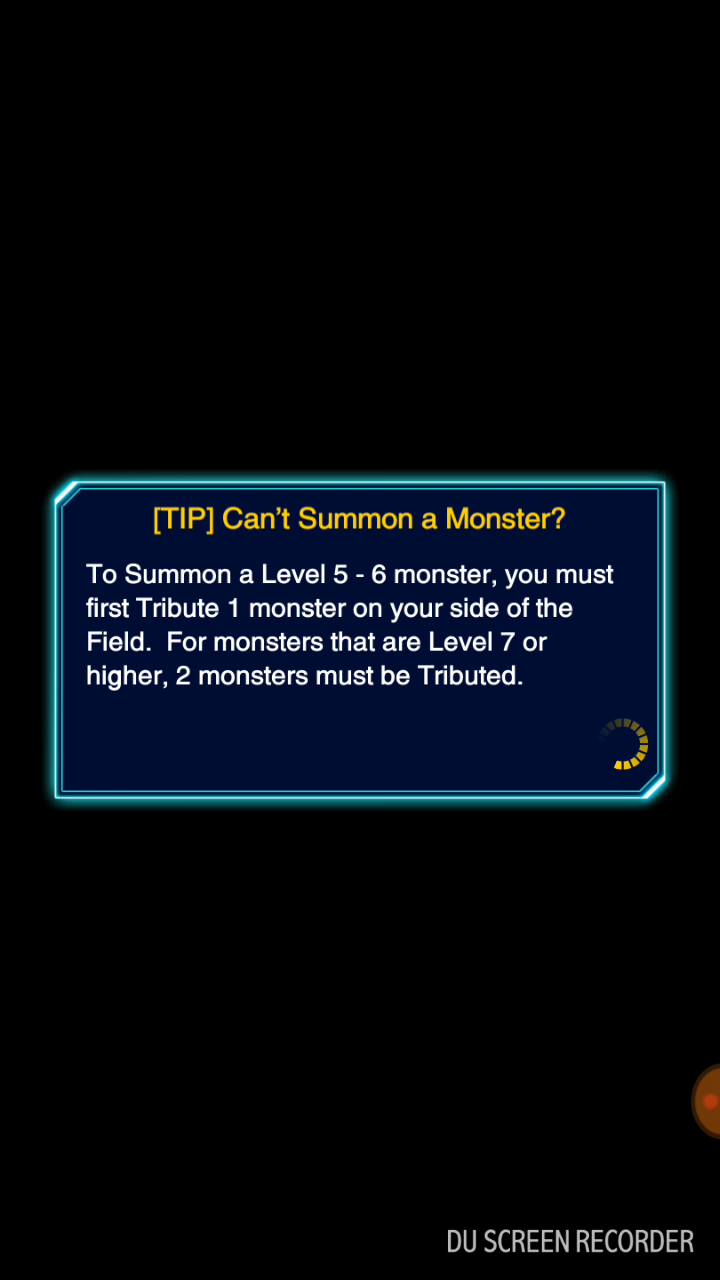 [TIP] Can't Summon a Monster?
To Summon a Level 5 - 6 monster, you must
first Tribute 1 monster on your side of the
Field.  For monsters that are Level 7 or
higher, 2 monsters must be Tributed.
DU SCREEN RECORDER